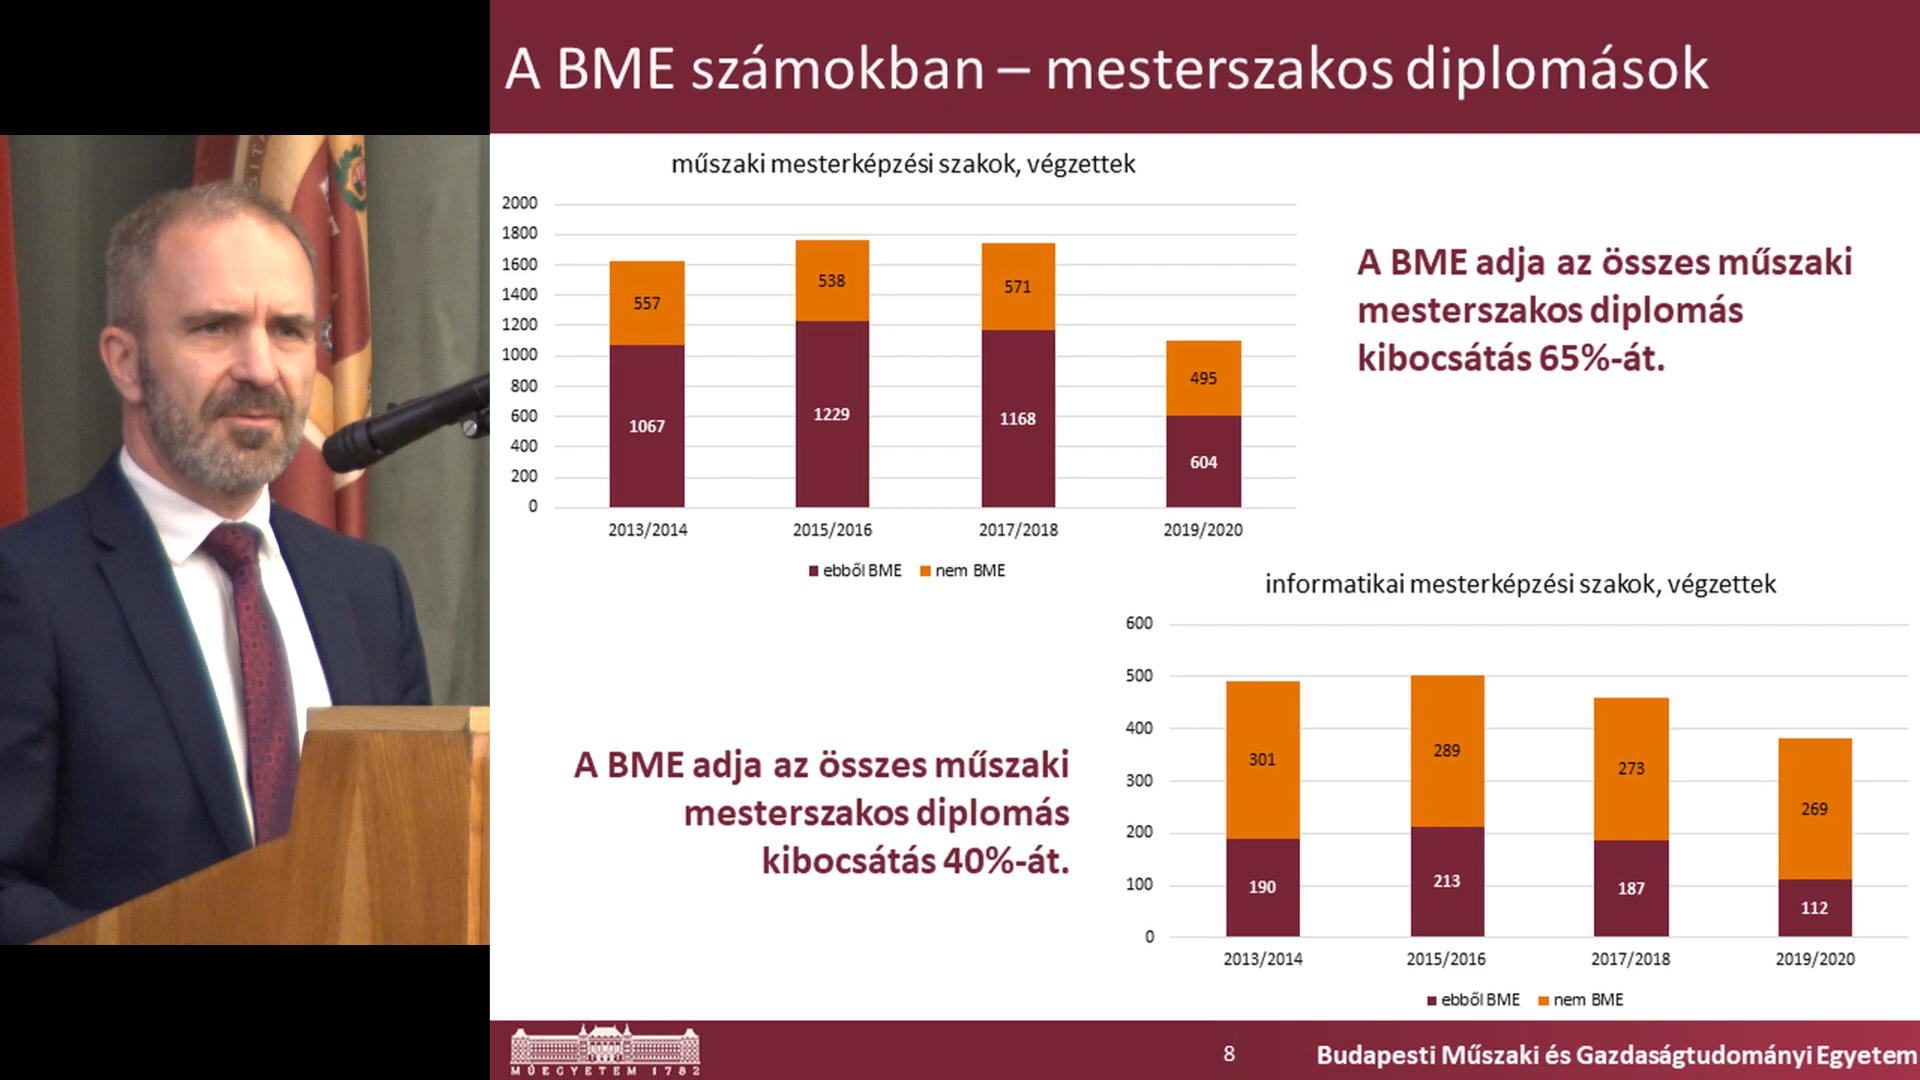 A BME számokban – mesterszakos diplomások
műszaki mesterképzési szakok, végzettek
2000
1800
1600
1400
1200
1000
800
600
400
200
0
557
538
571
495
1067
1229
1168
604
2013/2014
2015/2016
2017/2018
2019/2020
ebből BME
nem BME
A BME adja az összes műszaki
mesterszakos diplomás
kibocsátás 65%-át.
informatikai mesterképzési szakok, végzettek
600
500
400
300
200
100
0
301
289
273
269
190
213
187
112
2013/2014
2015/2016
2017/2018
2019/2020
ebből BME
nem BME
A BME adja az összes műszaki
mesterszakos diplomás
kibocsátás 40%-át.
MŰEGYETEM 1782
8
Budapesti Műszaki és Gazdaságtudományi Egyetem